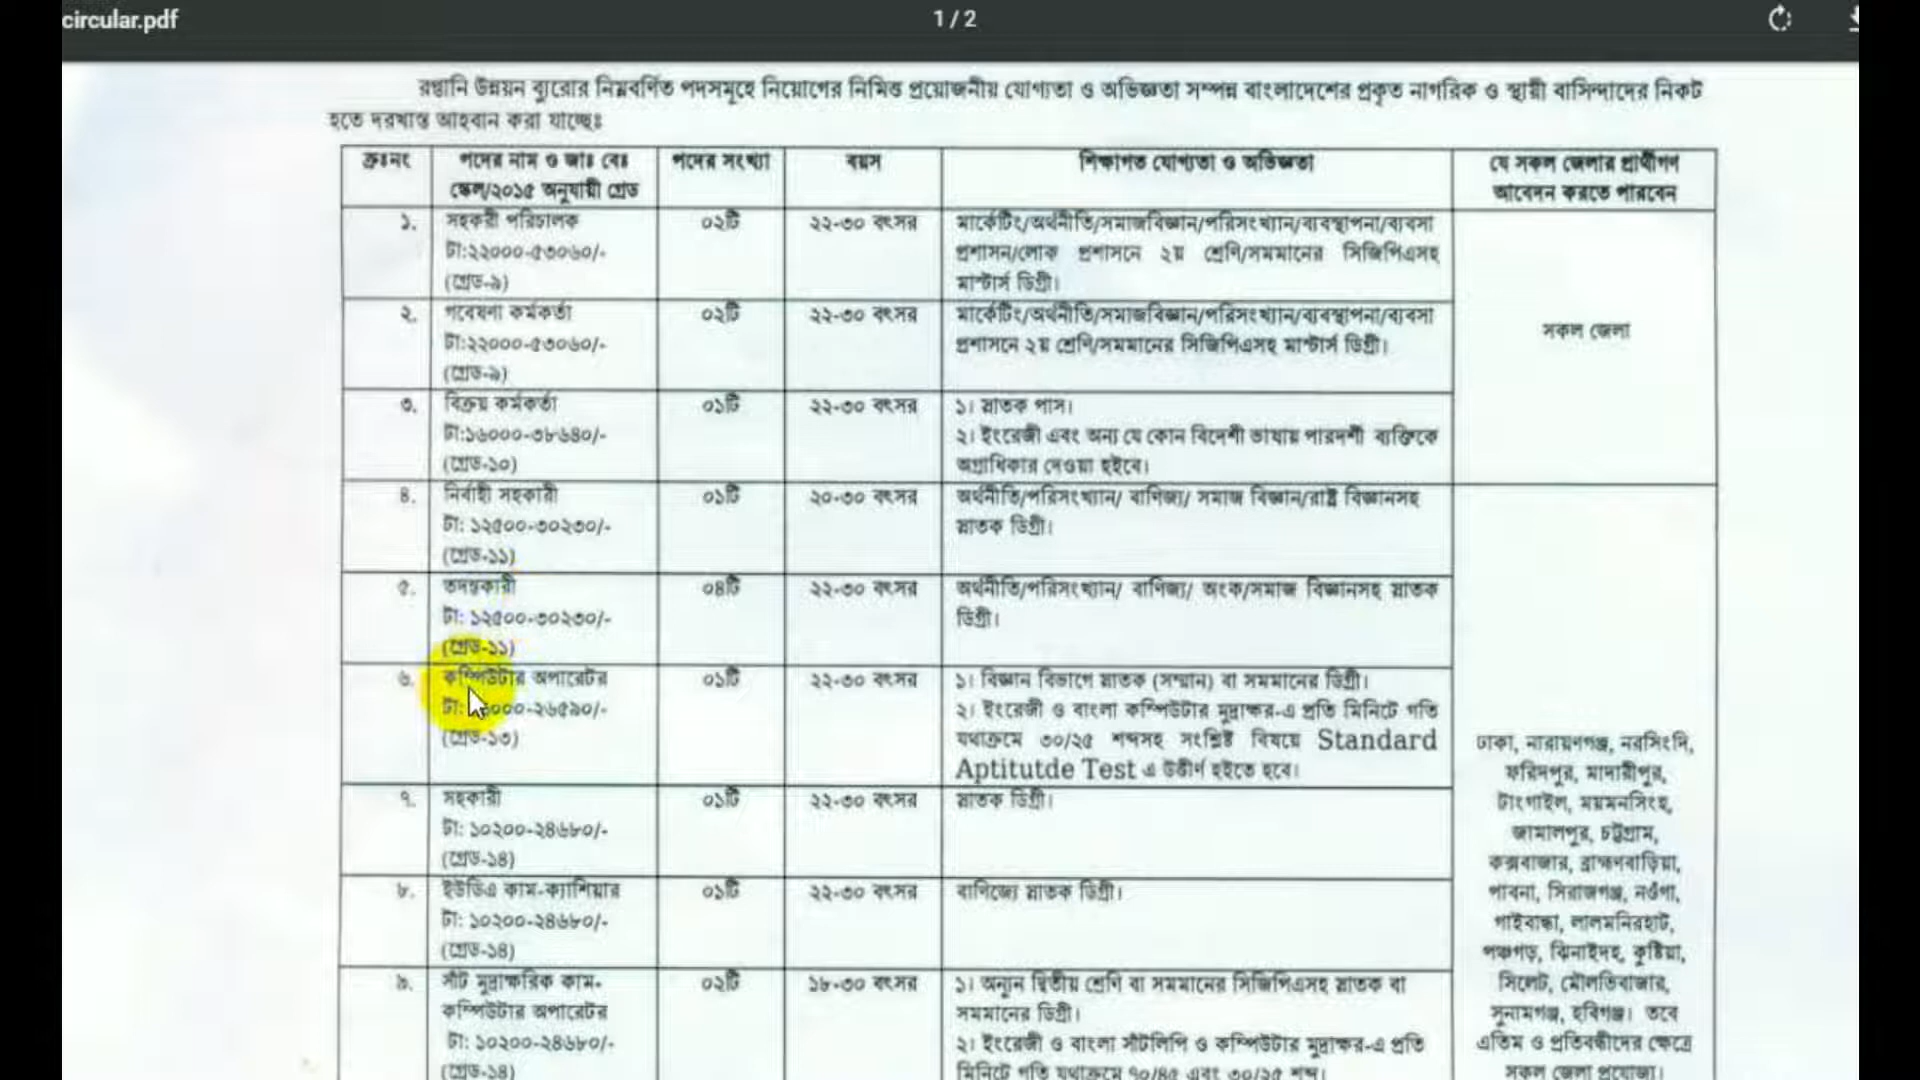 circular.pdf
1 / 2
রপ্তানি উন্নয়ন ব্যুরোর নিম্নবর্ণিত পদসমূহে নিয়োগের নিমিত্ত প্রয়োজনীয় যোগ্যতা ও অভিজ্ঞতা সম্পন্ন বাংলাদেশের প্রকৃত নাগরিক ও স্থায়ী বাসিন্দাদের নিকট
হতে দরখাস্ত আহবান করা যাচ্ছেঃ
ক্রঃনং
পদের নাম ও জাঃ বেঃ
স্কেল/২০১৫ অনুযায়ী গ্রেড
পদের সংখ্যা
বয়স
শিক্ষাগত যোগ্যতা ও অভিজ্ঞতা
যে সকল জেলার প্রার্থীগণ
আবেদন করতে পারবেন
১.
সহকরী পরিচালক
টা:২২০০০-৫৩০৬০/-
(গ্রেড-৯)
০২টি
২২-৩০ বৎসর
মার্কেটিং/অর্থনীতি/সমাজবিজ্ঞান/পরিসংখ্যান/ব্যবস্থাপনা/ব্যবসা
প্রশাসন/লোক প্রশাসনে ২য় শ্রেণি/সমমানের সিজিপিএসহ
মাস্টার্স ডিগ্রী।
২.
গবেষণা কর্মকর্তা
টা:২২০০০-৫৩০৬০/-
(গ্রেড-৯)
০২টি
২২-৩০ বৎসর
মার্কেটিং/অর্থনীতি/সমাজবিজ্ঞান/পরিসংখ্যান/ব্যবস্থাপনা/ব্যবসা
প্রশাসনে ২য় শ্রেণি/সমমানের সিজিপিএসহ মাস্টার্স ডিগ্রী।
সকল জেলা
৩.
বিক্রয় কর্মকর্তা
টা:১৬০০০-৩৮৬৪০/-
(গ্রেড-১০)
০১টি
২২-৩০ বৎসর
১। স্নাতক পাস।
২। ইংরেজী এবং অন্য যে কোন বিদেশী ভাষায় পারদর্শী ব্যক্তিকে
অগ্রাধিকার দেওয়া হইবে।
৪.
নির্বাহী সহকারী
টা: ১২৫০০-৩০২৩০/-
(গ্রেড-১১)
০১টি
২০-৩০ বৎসর
অর্থনীতি/পরিসংখ্যান/ বাণিজ্য/ সমাজ বিজ্ঞান/রাষ্ট্র বিজ্ঞানসহ
স্নাতক ডিগ্রী।
৫.
তদন্তকারী
টা: ১২৫০০-৩০২৩০/-
(গ্রেড-১১)
০৪টি
২২-৩০ বৎসর
অর্থনীতি/পরিসংখ্যান/ বাণিজ্য/ অংক/সমাজ বিজ্ঞানসহ স্নাতক
ডিগ্রী।
৬.
কম্পিউটার অপারেটর
টা: ০০০-২৬৫৯০/-
(গ্রেড-১৩)
০১টি
২২-৩০ বৎসর
১। বিজ্ঞান বিভাগে স্নাতক (সম্মান) বা সমমানের ডিগ্রী।
২। ইংরেজী ও বাংলা কম্পিউটার মুদ্রাক্ষর-এ প্রতি মিনিটে গতি
যথাক্রমে ৩০/২৫ শব্দসহ সংশ্লিষ্ট বিষয়ে Standard
Aptitutde Test এ উত্তীর্ণ হইতে হবে।
৭.
সহকারী
টা: ১০২০০-২৪৬৮০/-
(গ্রেড-১৪)
০১টি
২২-৩০ বৎসর
স্নাতক ডিগ্রী।
৮.
ইউডিএ কাম-ক্যাশিয়ার
টা: ১০২০০-২৪৬৮০/-
(গ্রেড-১৪)
০১টি
২২-৩০ বৎসর
বাণিজ্যে স্নাতক ডিগ্রী।
৯.
সাঁট মুদ্রাক্ষরিক কাম-
কম্পিউটার অপারেটর
টা: ১০২০০-২৪৬৮০/-
(গ্রেড-১৪)
০২টি
১৮-৩০ বৎসর
১। অন্যূন দ্বিতীয় শ্রেণি বা সমমানের সিজিপিএসহ স্নাতক বা
সমমানের ডিগ্রী।
২। ইংরেজী ও বাংলা সাঁটলিপি ও কম্পিউটার মুদ্রাক্ষর-এ প্রতি
মিনিটে গতি যথাক্রমে ৭০/৪৫ এবং ৩০/২৫ শব্দ।
ঢাকা, নারায়ণগঞ্জ, নরসিংদি,
ফরিদপুর, মাদারীপুর,
টাংগাইল, ময়মনসিংহ,
জামালপুর, চট্টগ্রাম,
কক্সবাজার, ব্রাহ্মণবাড়িয়া,
পাবনা, সিরাজগঞ্জ, নওঁগা,
গাইবান্ধা, লালমনিরহাট,
পঞ্চগড়, ঝিনাইদহ, কুষ্টিয়া,
সিলেট, মৌলভিবাজার,
সুনামগঞ্জ, হবিগঞ্জ। তবে
এতিম ও প্রতিবন্ধীদের ক্ষেত্রে
সকল জেলা প্রযোজ্য।